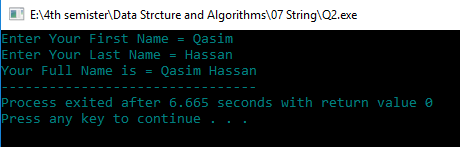 E:\4th semister\Data Strcture and Algorithms\07 String\Q2.exe
Enter Your First Name = Qasim
Enter Your Last Name = Hassan
Your Full Name is = Qasim Hassan
--------------------------------
Process exited after 6.665 seconds with return value 0
Press any key to continue . . .